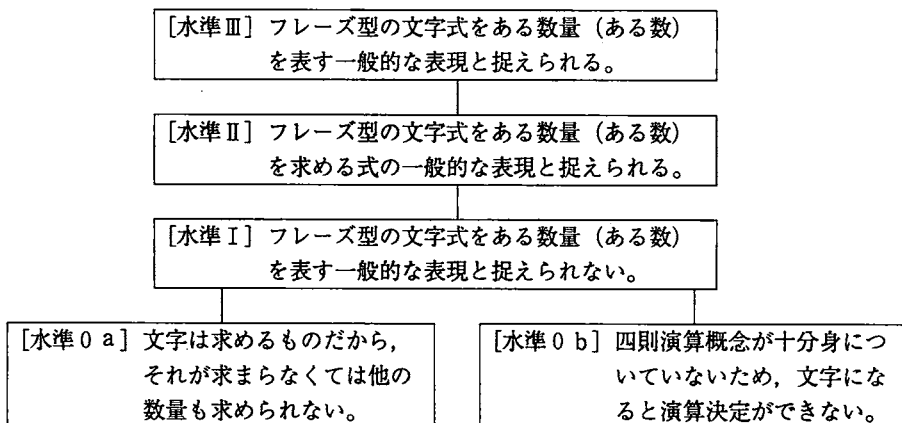 [水準Ⅲ] フレーズ型の文字式をある数量（ある数）
を表す一般的な表現と捉えられる。
[水準Ⅱ] フレーズ型の文字式をある数量（ある数）
を求める式の一般的な表現と捉えられる。
[水準Ⅰ] フレーズ型の文字式をある数量（ある数）
を表す一般的な表現と捉えられない。
[水準0a] 文字は求めるものだから，
それが求まらなくては他の
数量も求められない。
[水準0b] 四則演算概念が十分身につ
いていないため，文字にな
ると演算決定ができない。